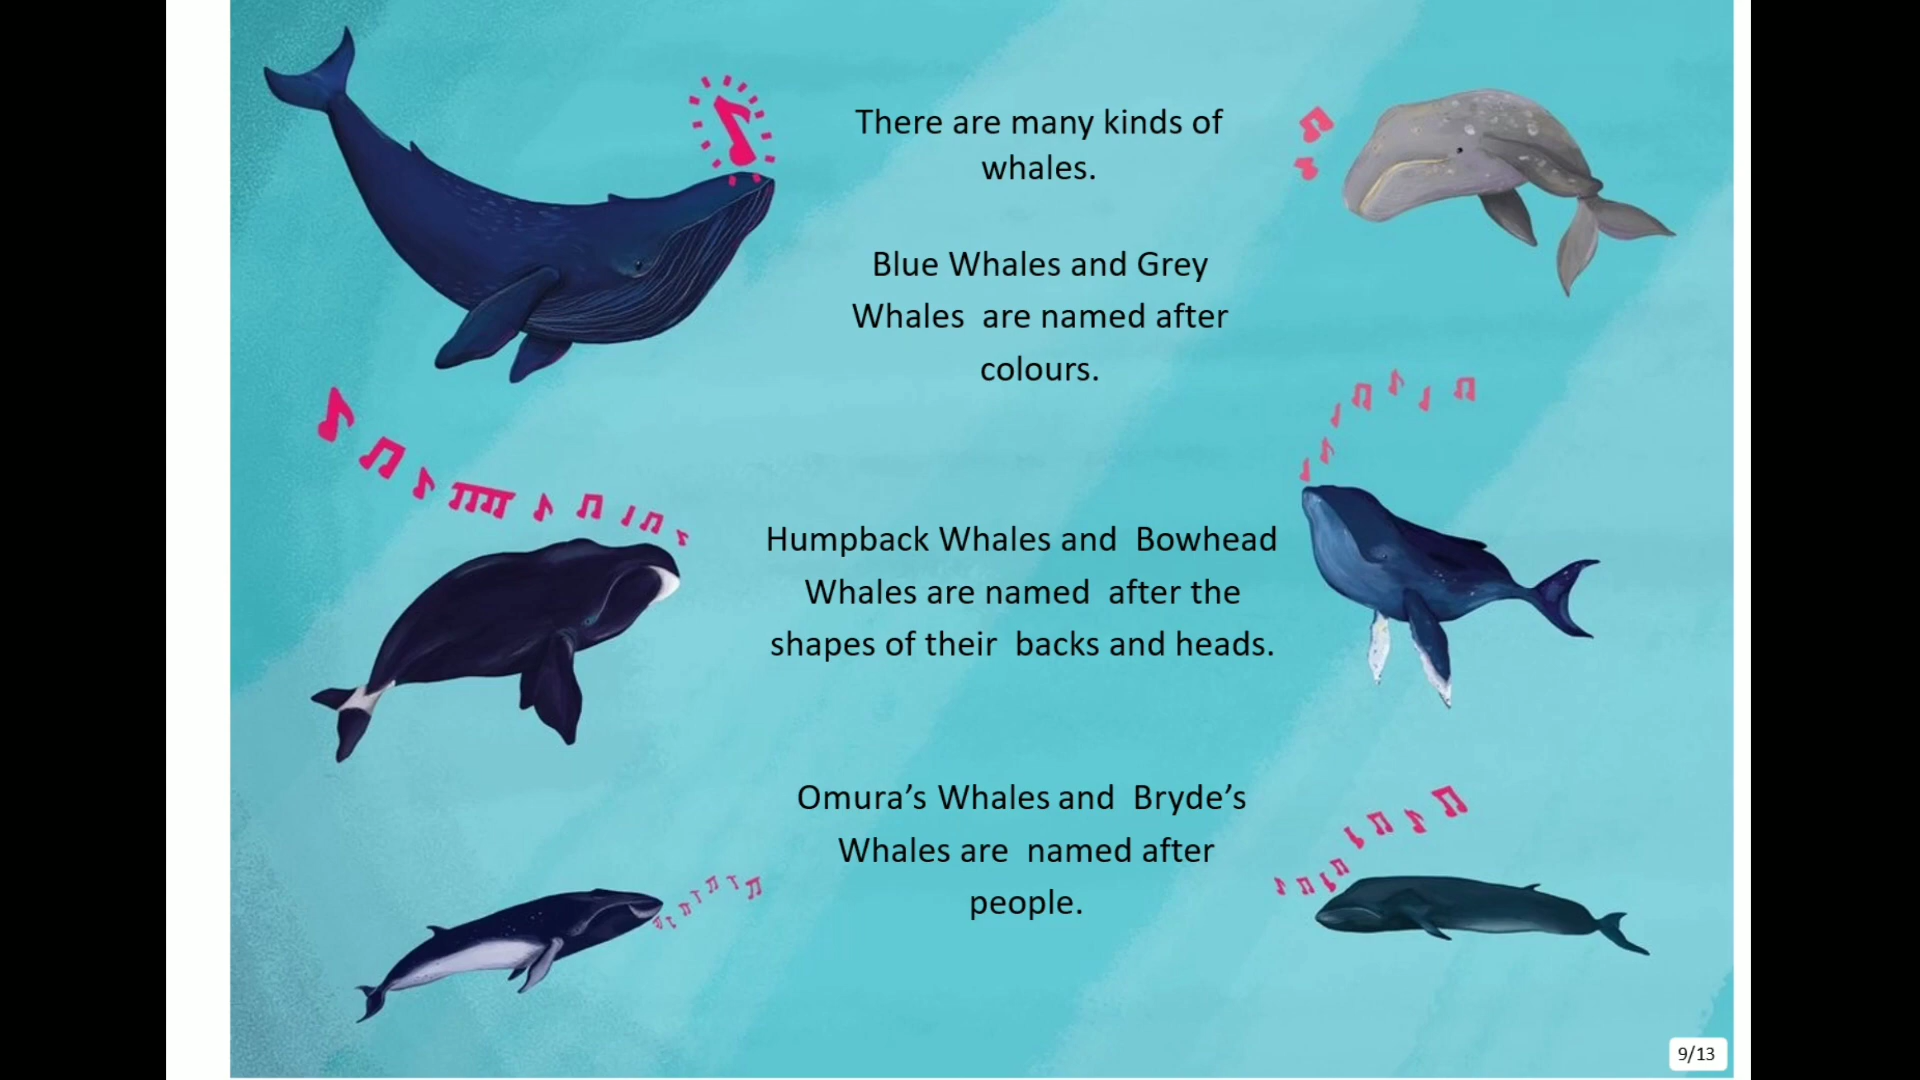 There are many kinds of
whales.
Blue Whales and Grey
Whales are named after
colours.
Humpback Whales and Bowhead
Whales are named after the
shapes of their backs and heads.
Omura’s Whales and Bryde’s
Whales are named after
people.
9/13